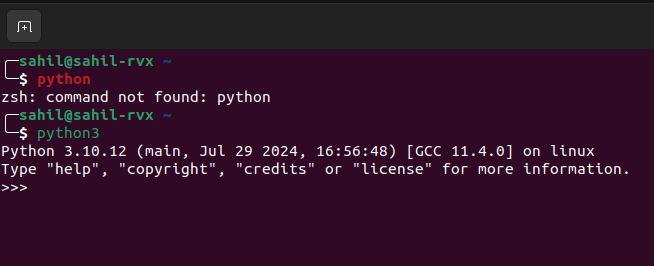 sahil@sahil-rvx ~
$ python
zsh: command not found: python
sahil@sahil-rvx ~
$ python3
Python 3.10.12 (main, Jul 29 2024, 16:56:48) [GCC 11.4.0] on linux
Type "help", "copyright", "credits" or "license" for more information.
>>>